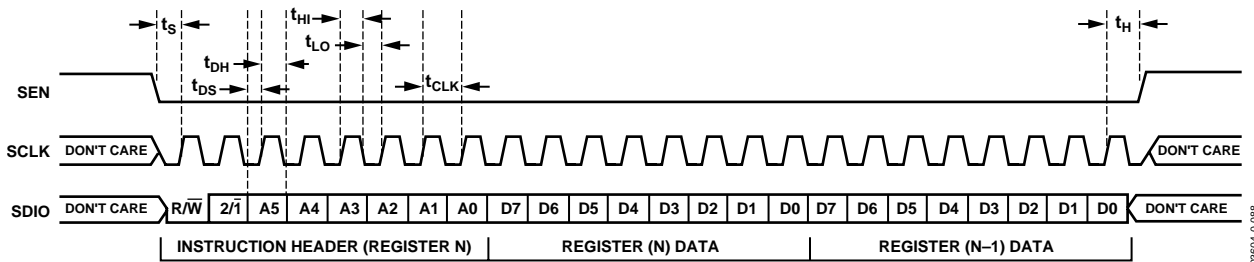 tS
tHI
tH
tLO
tDH
tCLK
tDS
SEN
SCLK DON'T CARE DON'T CARE
SDIO DON'T CARE R/W̅ 2/1̅ A5 A4 A3 A2 A1 A0 D7 D6 D5 D4 D3 D2 D1 D0 D7 D6 D5 D4 D3 D2 D1 D0 DON'T CARE
INSTRUCTION HEADER (REGISTER N) REGISTER (N) DATA REGISTER (N–1) DATA